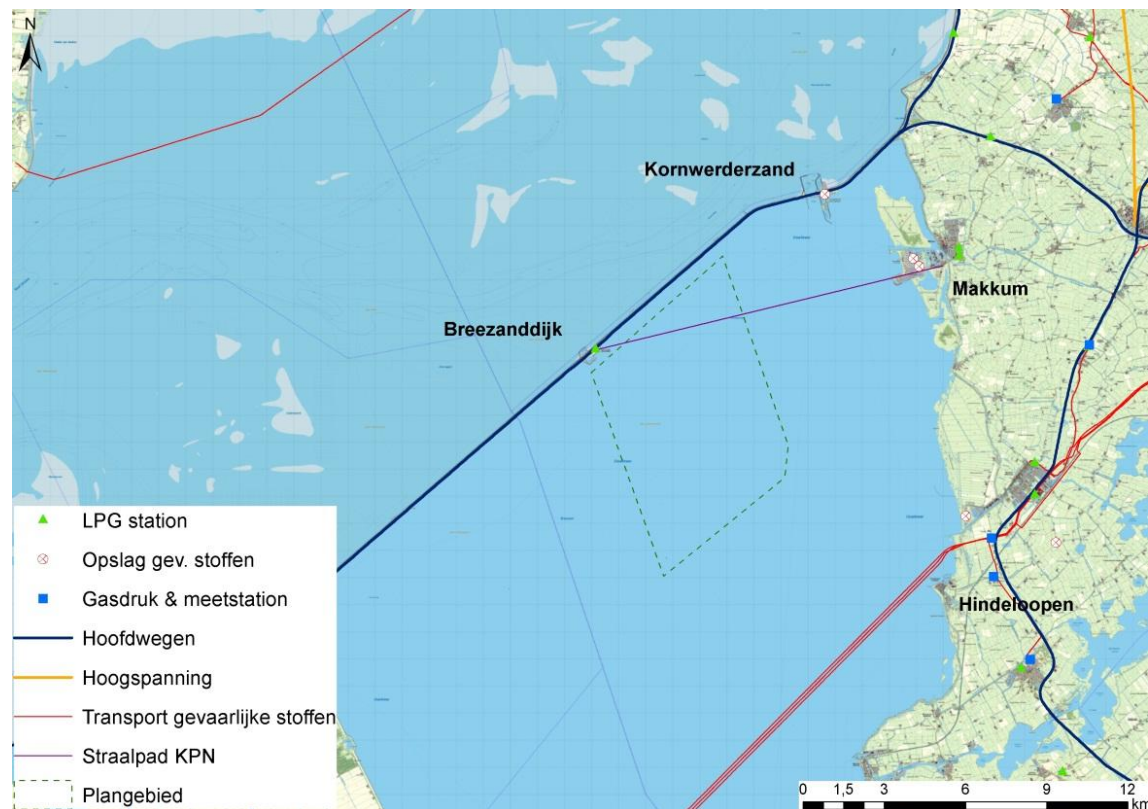 N
Kornwerderzand
Makkum
Breezanddijk
Hindeloopen
LPG station
Opslag gev. stoffen
Gasdruk & meetstation
Hoofdwegen
Hoogspanning
Transport gevaarlijke stoffen
Straalpad KPN
Plangebied
0 1,5 3 6 9 12
km